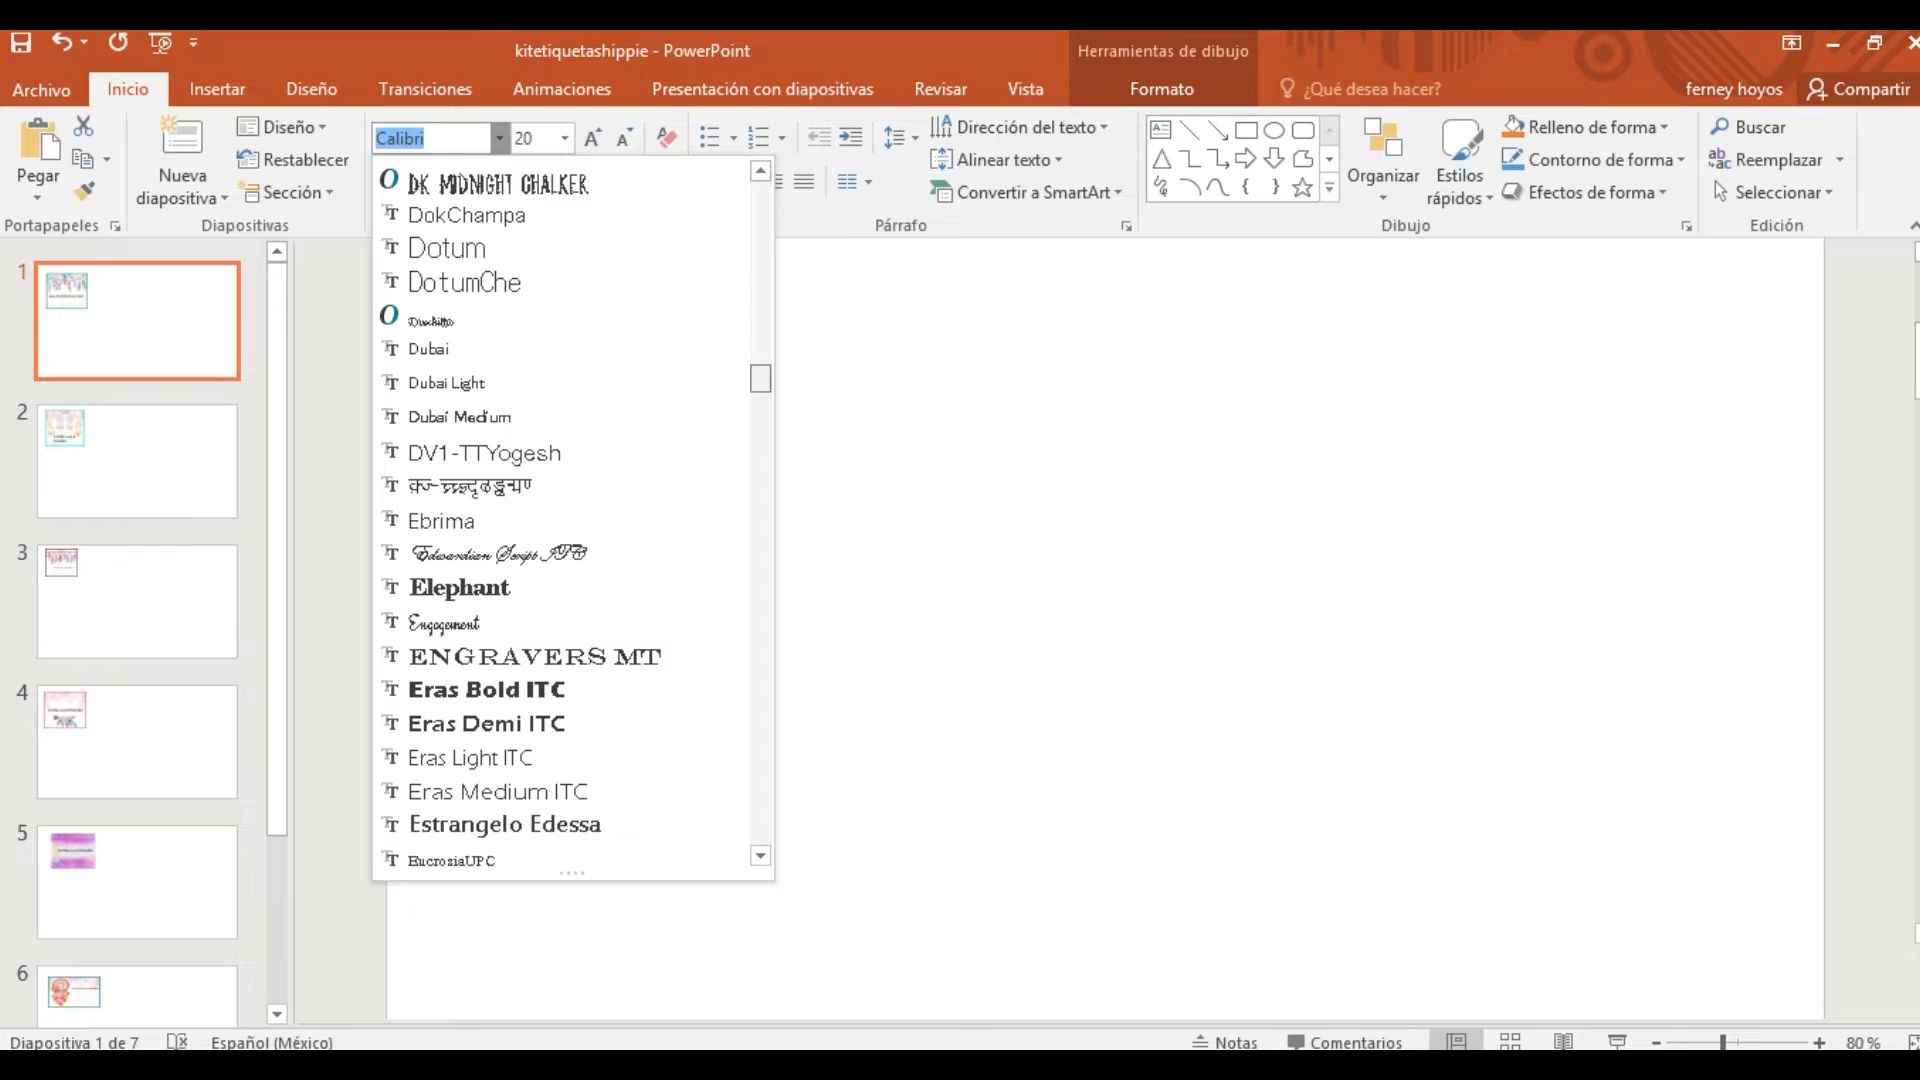 kitetiquetashippie - PowerPoint
Herramientas de dibujo
Archivo
Inicio
Insertar
Diseño
Transiciones
Animaciones
Presentación con diapositivas
Revisar
Vista
Formato
¿Qué desea hacer?
ferney hoyos
Compartir
Pegar
Nueva
diapositiva
Diseño
Restablecer
Sección
Calibri
20
Dirección del texto
Alinear texto
Convertir a SmartArt
Organizar
Estilos
rápidos
Relleno de forma
Contorno de forma
Efectos de forma
Buscar
Reemplazar
Seleccionar
Portapapeles
Diapositivas
Párrafo
Dibujo
Edición
DK MIDNIGHT CHALKER
DokChampa
Dotum
DotumChe
Dubai
Dubai Light
Dubai Medium
DV1-TTYogesh
Ebrima
Edwardian Script ITC
Elephant
Engagement
ENGRAVERS MT
Eras Bold ITC
Eras Demi ITC
Eras Light ITC
Eras Medium ITC
Estrangelo Edessa
EucrosiaUPC
1
2
3
4
5
6
Diapositiva 1 de 7
Español (México)
Notas
Comentarios
80 %